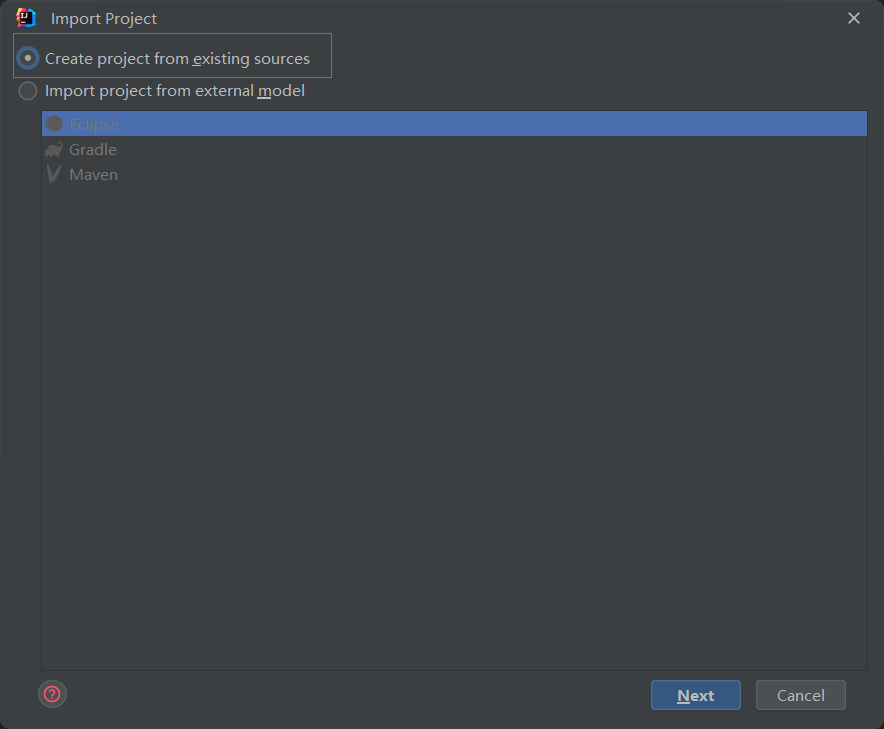 Import Project
Create project from existing sources
Import project from external model
Eclipse
Gradle
Maven
Next
Cancel